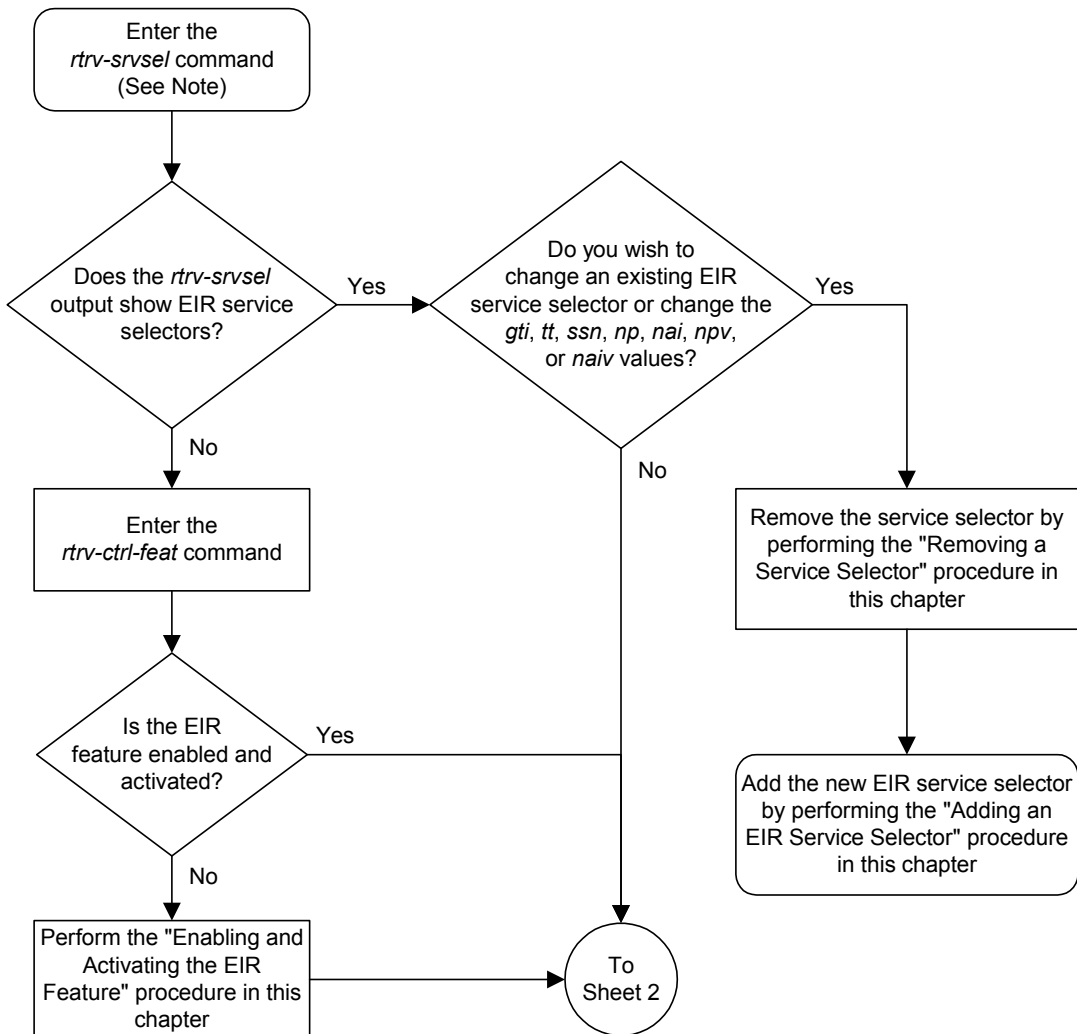 Enter the
rtrv-srvsel command
(See Note)
Does the rtrv-srvsel
output show EIR service
selectors?
Yes
No
Do you wish to
change an existing EIR
service selector or change the
gti, tt, ssn, np, nai, npv,
or naiv values?
Yes
No
Enter the
rtrv-ctrl-feat command
Remove the service selector by
performing the "Removing a
Service Selector" procedure in
this chapter
Is the EIR
feature enabled and
activated?
Yes
No
Add the new EIR service selector
by performing the "Adding an
EIR Service Selector" procedure
in this chapter
Perform the "Enabling and
Activating the EIR
Feature" procedure in this
chapter
To
Sheet 2